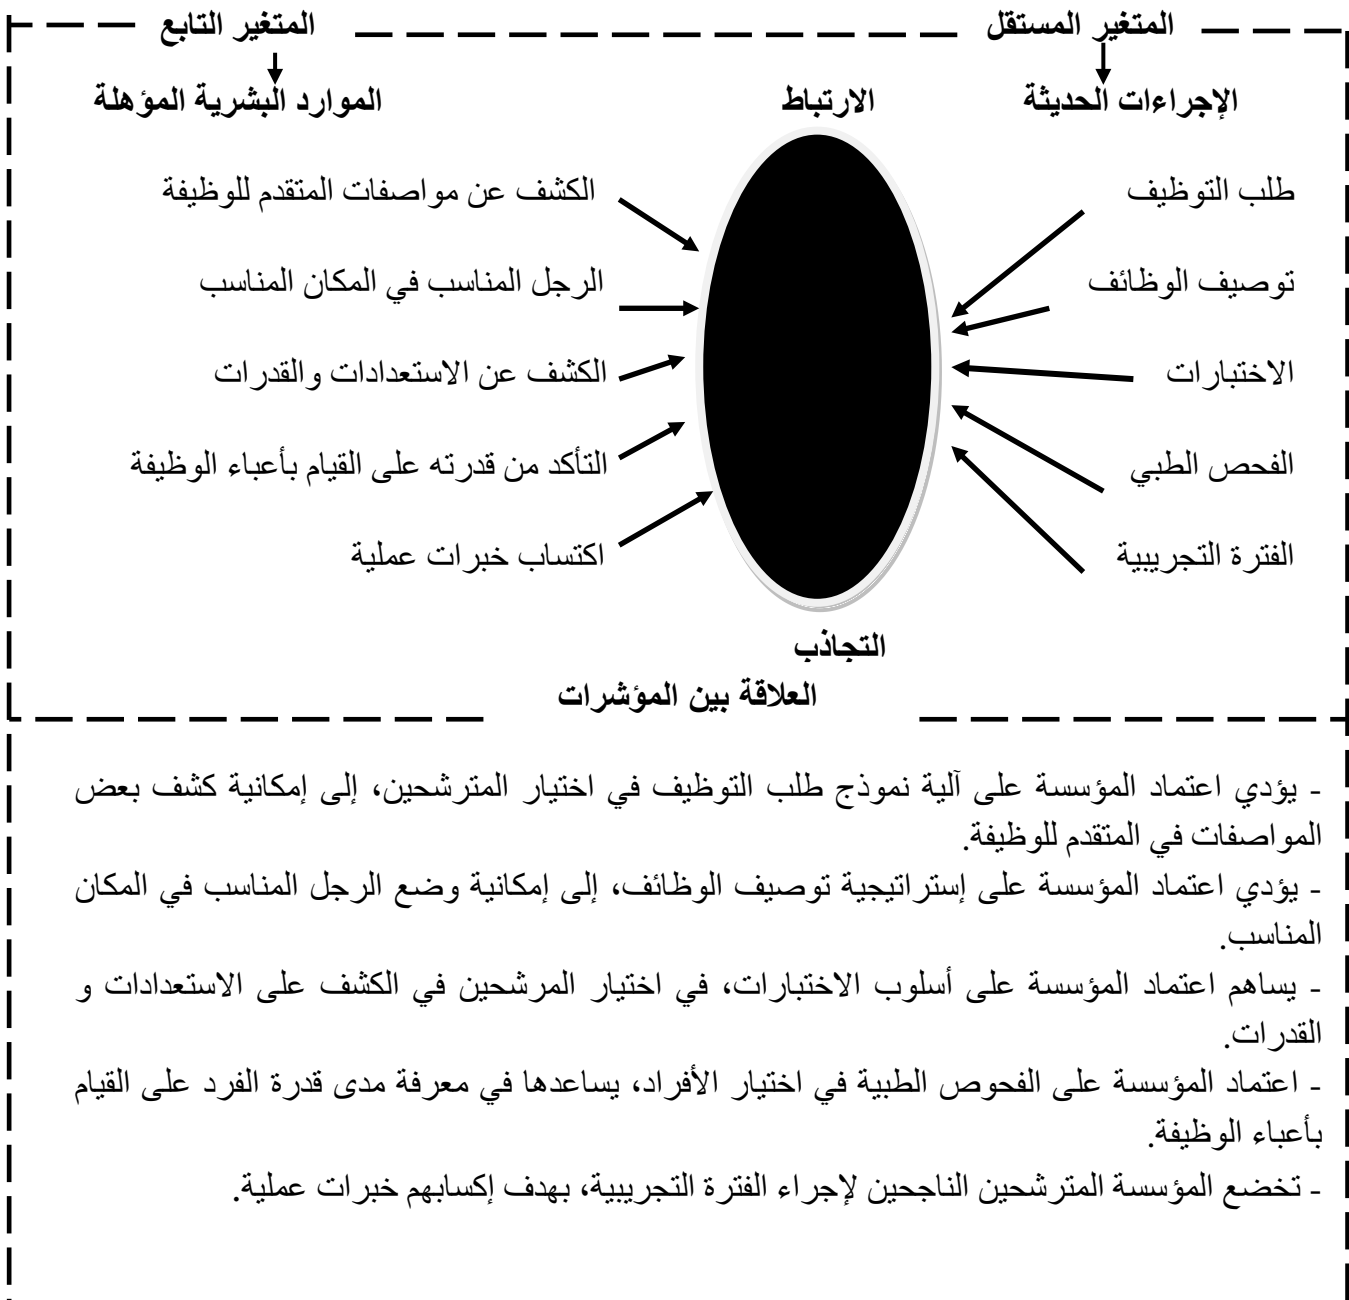 المتغير المستقل
المتغير التابع
الإجراءات الحديثة
الارتباط
الموارد البشرية المؤهلة
طلب التوظيف
الكشف عن مواصفات المتقدم للوظيفة
توصيف الوظائف
الرجل المناسب في المكان المناسب
الاختبارات
الكشف عن الاستعدادات والقدرات
الفحص الطبي
التأكد من قدرته على القيام بأعباء الوظيفة
الفترة التجريبية
اكتساب خبرات عملية
التجاذب
العلاقة بين المؤشرات
- يؤدي اعتماد المؤسسة على آلية نموذج طلب التوظيف في اختيار المترشحين، إلى إمكانية كشف بعض
المواصفات في المتقدم للوظيفة.
- يؤدي اعتماد المؤسسة على إستراتيجية توصيف الوظائف، إلى إمكانية وضع الرجل المناسب في المكان
المناسب.
- يساهم اعتماد المؤسسة على أسلوب الاختبارات، في اختيار المرشحين في الكشف على الاستعدادات و
القدرات.
- اعتماد المؤسسة على الفحوص الطبية في اختيار الأفراد، يساعدها في معرفة مدى قدرة الفرد على القيام
بأعباء الوظيفة.
- تخضع المؤسسة المترشحين الناجحين لإجراء الفترة التجريبية، بهدف إكسابهم خبرات عملية.